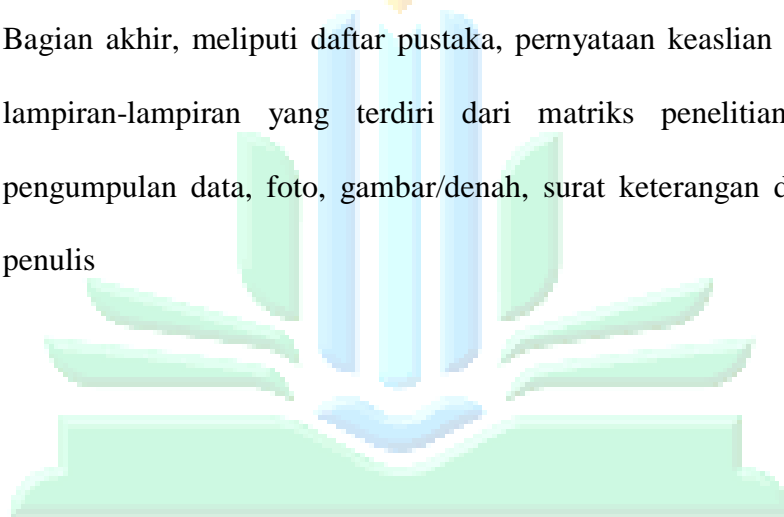 Bagian akhir, meliputi daftar pustaka, pernyataan keaslian
lampiran-lampiran yang terdiri dari matriks penelitian
pengumpulan data, foto, gambar/denah, surat keterangan
penulis